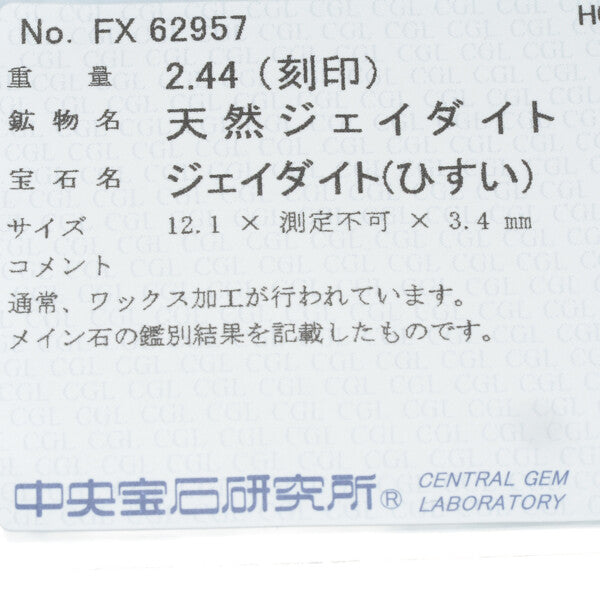 No. FX 62957
重量 2.44 (刻印)
鉱物名 天然ジェイダイト
宝石名 ジェイダイト(ひすい)
サイズ 12.1 × 測定不可 × 3.4 mm
コメント
通常、ワックス加工が行われています。
メイン石の鑑別結果を記載したものです。
中央宝石研究所® CENTRAL GEM
LABORATORY